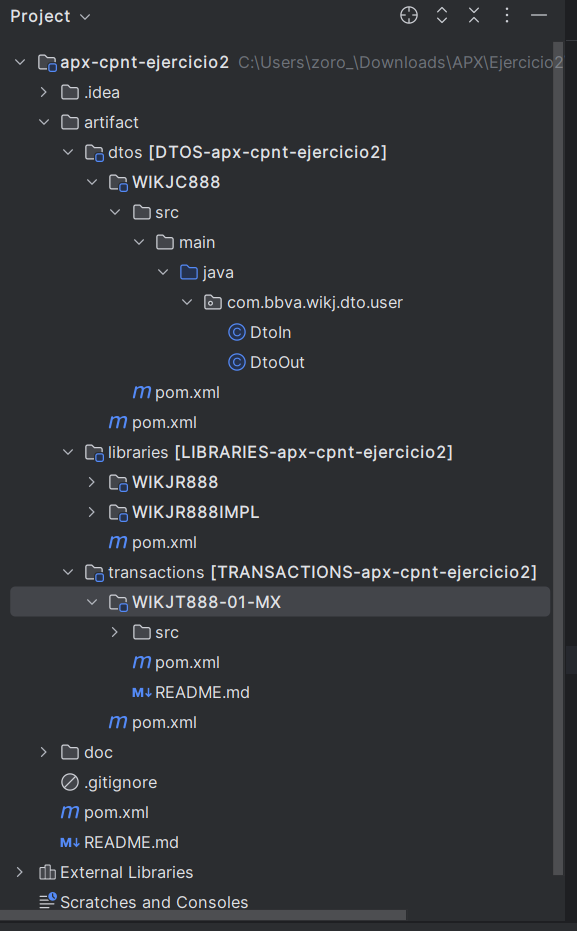 Project
apx-cpnt-ejercicio2 C:\Users\zoro_\Downloads\APX\Ejercicio2
.idea
artifact
dtos [DTOS-apx-cpnt-ejercicio2]
WIKJC888
src
main
java
com.bbva.wikj.dto.user
C DtoIn
C DtoOut
m pom.xml
m pom.xml
libraries [LIBRARIES-apx-cpnt-ejercicio2]
WIKJR888
WIKJR888IMPL
m pom.xml
transactions [TRANSACTIONS-apx-cpnt-ejercicio2]
WIKJT888-01-MX
src
m pom.xml
M↓ README.md
m pom.xml
doc
.gitignore
m pom.xml
M↓ README.md
External Libraries
Scratches and Consoles